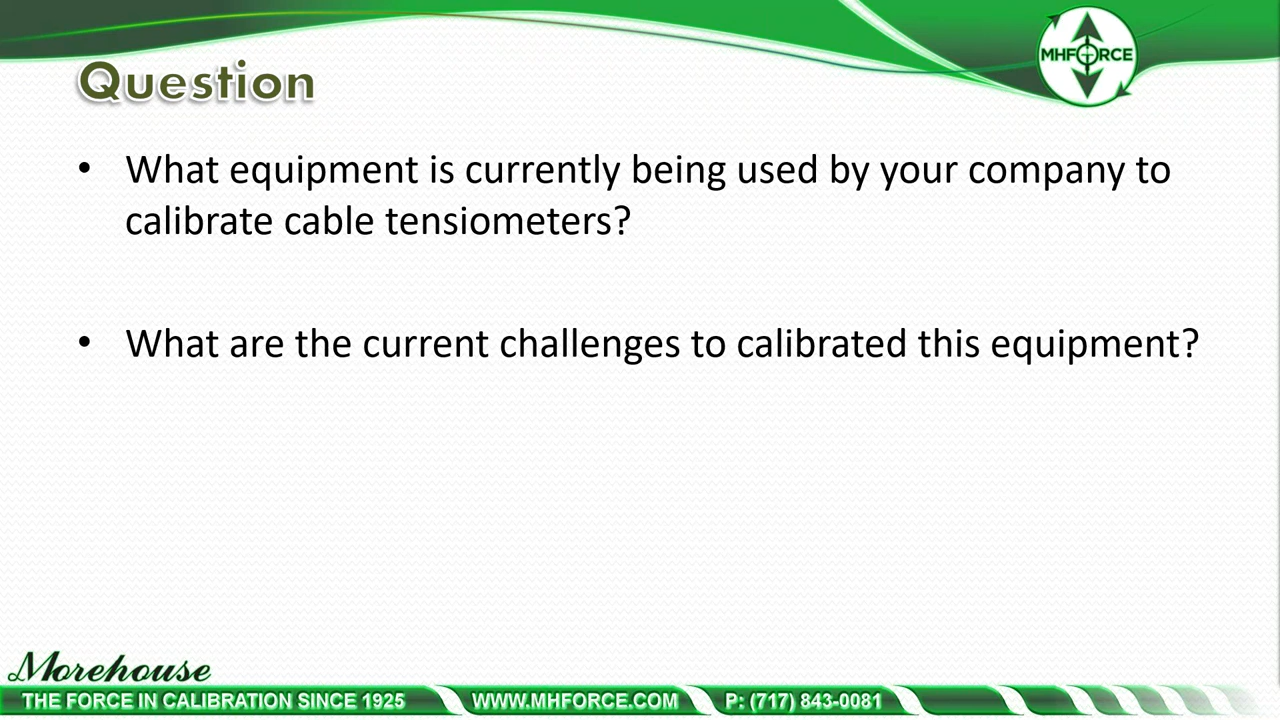 MHFORCE
Question
• What equipment is currently being used by your company to
calibrate cable tensiometers?
• What are the current challenges to calibrated this equipment?
Morehouse
THE FORCE IN CALIBRATION SINCE 1925 WWW.MHFORCE.COM P: (717) 843-0081